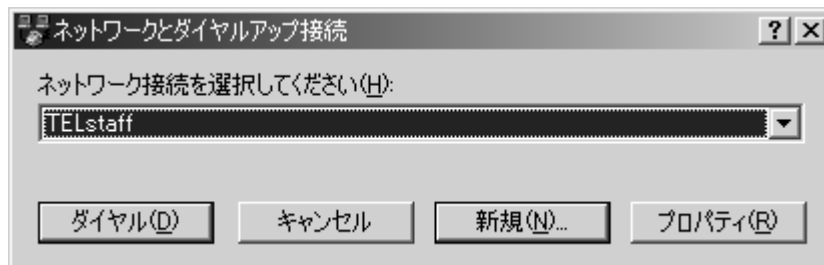 ネットワークとダイヤルアップ接続
ネットワーク接続を選択してください(H):
TELstaff
ダイヤル(D) キャンセル 新規(N)... プロパティ(R)